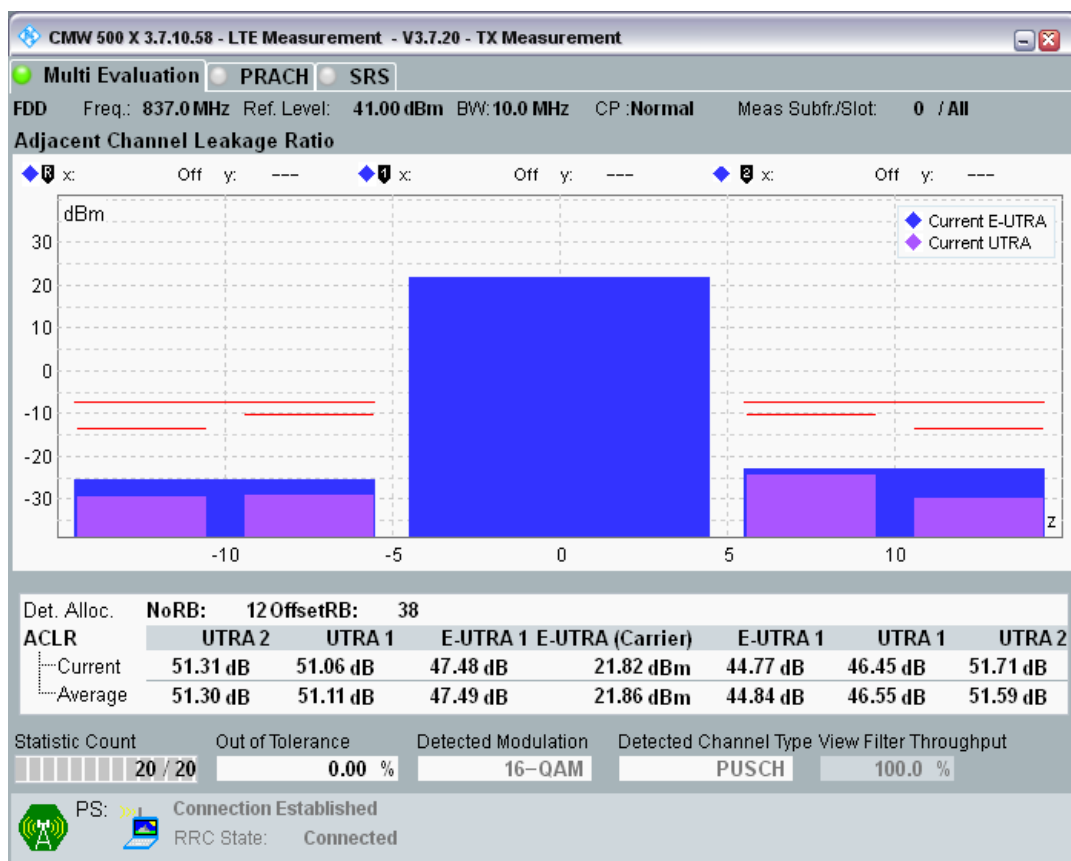 CMW 500 X 3.7.10.58 - LTE Measurement - V3.7.20 - TX Measurement
Multi Evaluation PRACH SRS
FDD Freq.: 837.0 MHz Ref. Level: 41.00 dBm BW: 10.0 MHz CP :Normal Meas Subfr./Slot: 0 / All
Adjacent Channel Leakage Ratio
R x: Off y: --- 1 x: Off y: --- 2 x: Off y: ---
dBm
Current E-UTRA
Current UTRA
30
20
10
0
-10
-20
-30
z
-10 -5 0 5 10
Det. Alloc. NoRB: 12 OffsetRB: 38
ACLR UTRA 2 UTRA 1 E-UTRA 1 E-UTRA (Carrier) E-UTRA 1 UTRA 1 UTRA 2
Current 51.31 dB 51.06 dB 47.48 dB 21.82 dBm 44.77 dB 46.45 dB 51.71 dB
Average 51.30 dB 51.11 dB 47.49 dB 21.86 dBm 44.84 dB 46.55 dB 51.59 dB
Statistic Count Out of Tolerance Detected Modulation Detected Channel Type View Filter Throughput
20 / 20 0.00 % 16-QAM PUSCH 100.0 %
PS: Connection Established
RRC State: Connected